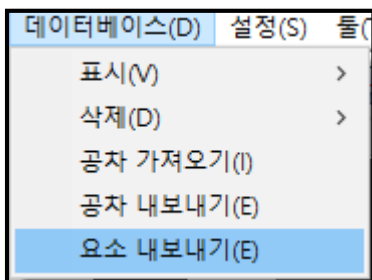 데이터베이스(D) 설정(S) 툴(
표시(V) >
삭제(D) >
공차 가져오기(I)
공차 내보내기(E)
요소 내보내기(E)